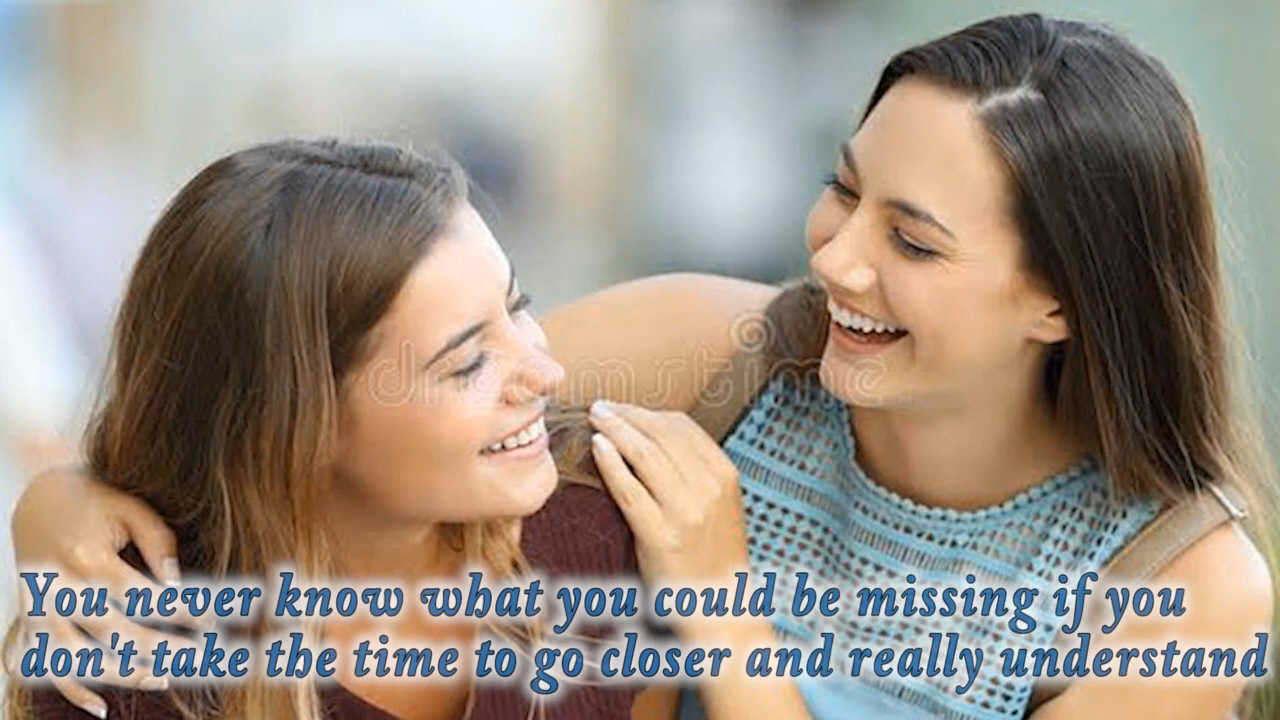 dreamstime
You never know what you could be missing if you
don't take the time to go closer and really understand